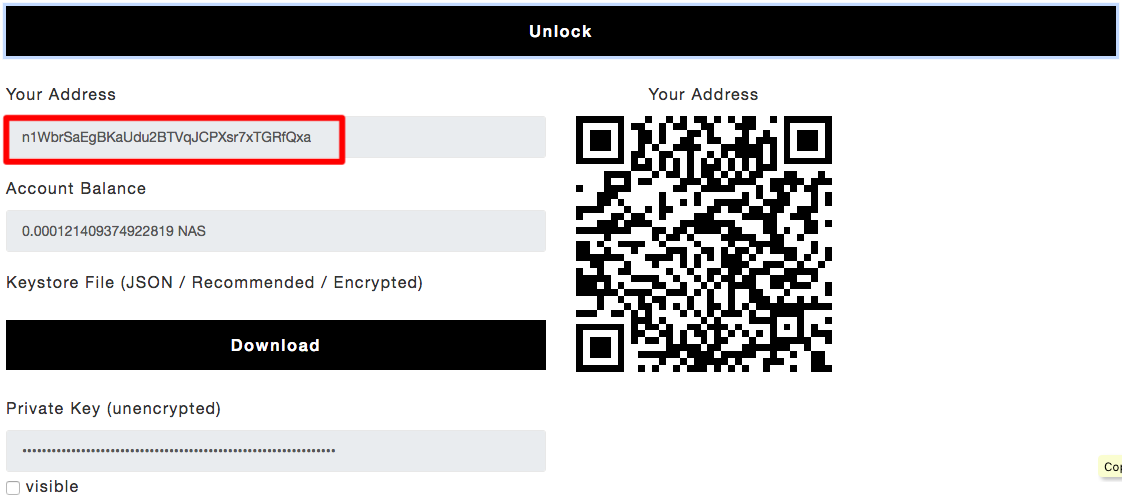 Unlock
Your Address
Your Address
n1WbrSaEgBKaUdu2BTVqJCPXsr7xTGRfQxa
Account Balance
0.000121409374922819 NAS
Keystore File (JSON / Recommended / Encrypted)
Download
Private Key (unencrypted)
visible